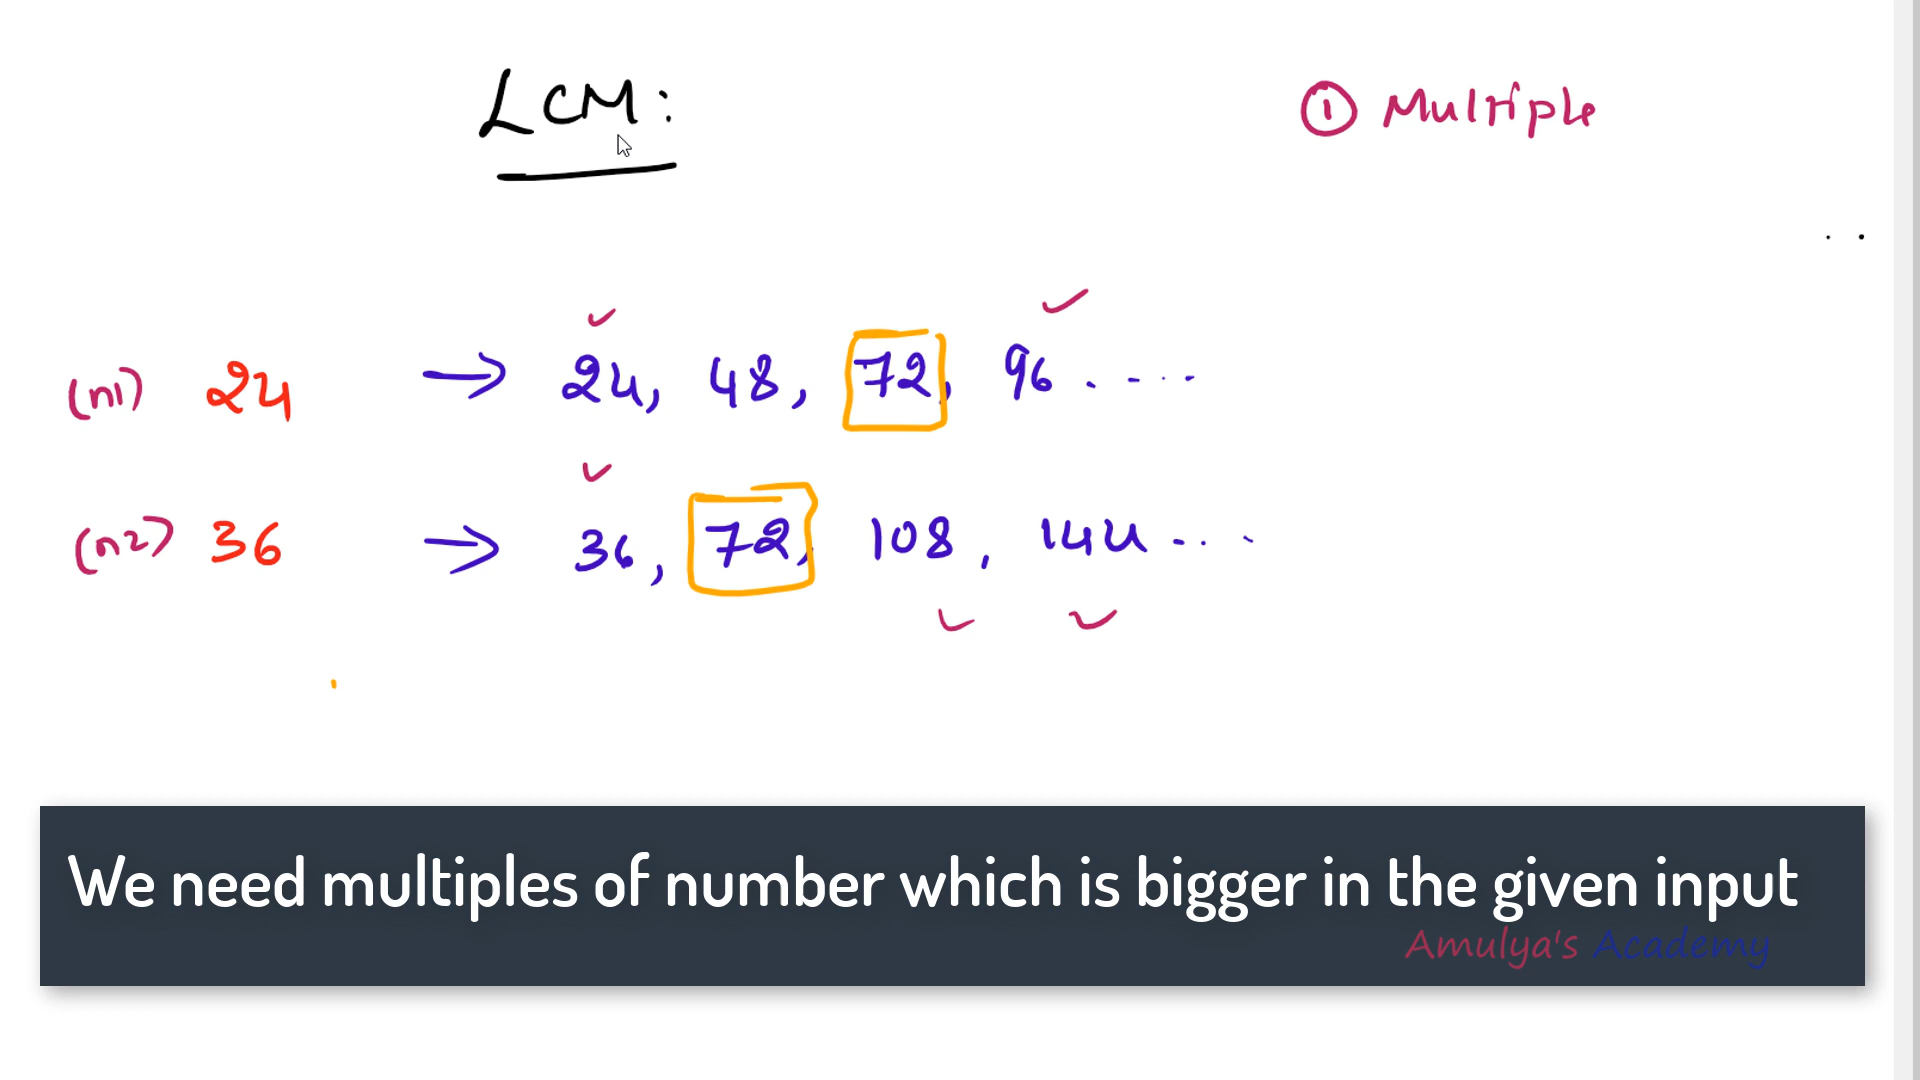 LCM:
① Multiple
(n1) 24 → 24, 48, 72, 96 . - . . .
(n2) 36 → 36, 72, 108, 144 . . .
We need multiples of number which is bigger in the given input
Amulya's Academy